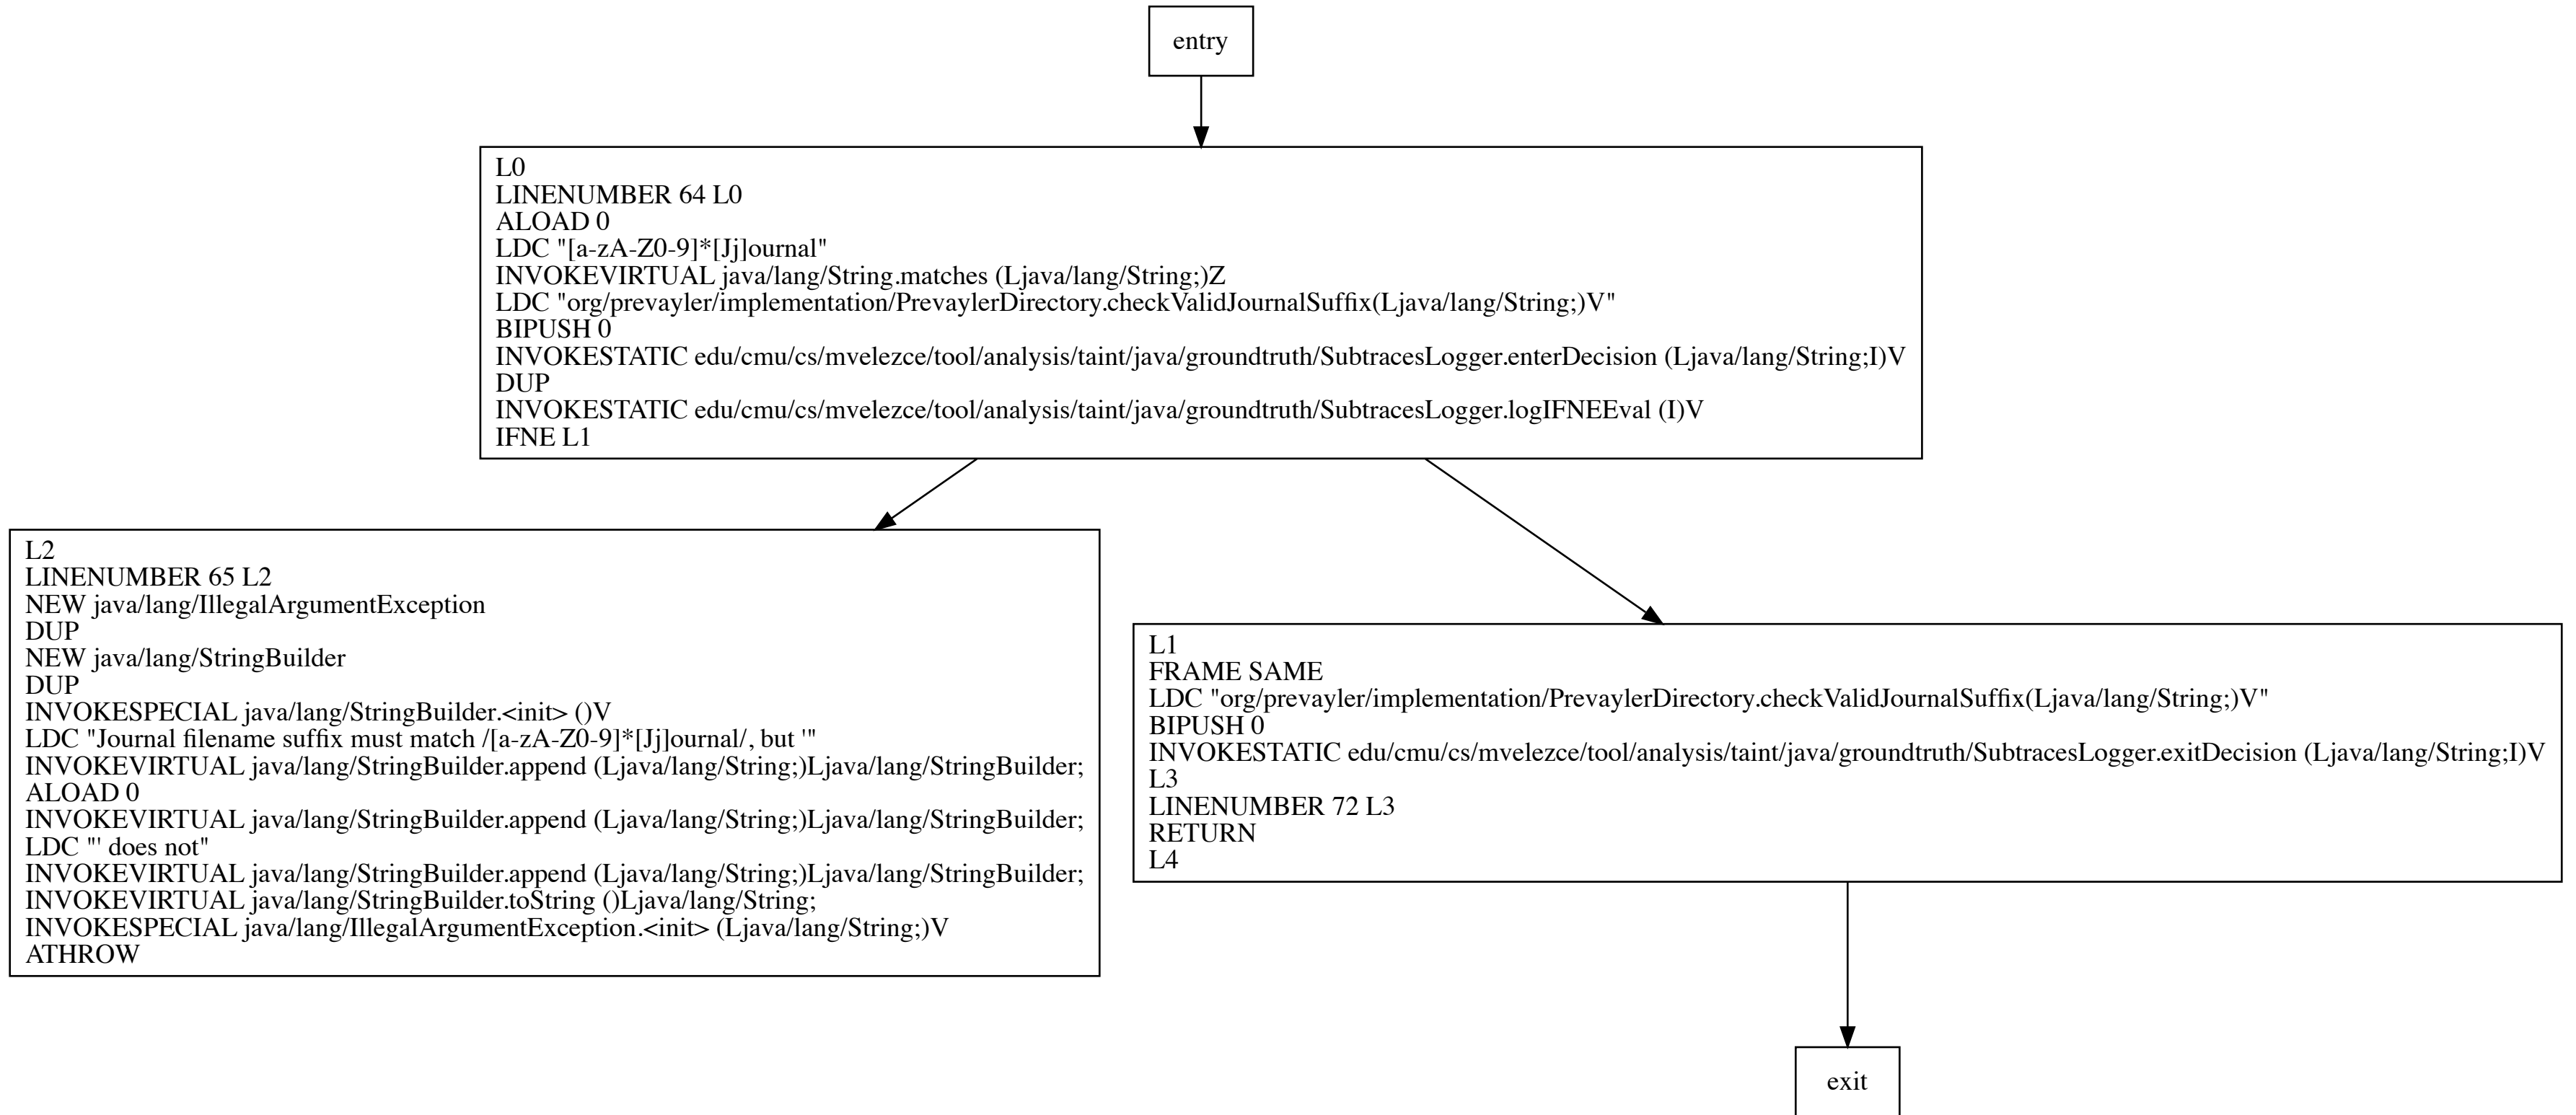 entry
L0
LINENUMBER 64 L0
ALOAD 0
LDC "[a-zA-Z0-9]*[Jj]ournal"
INVOKEVIRTUAL java/lang/String.matches (Ljava/lang/String;)Z
LDC "org/prevayler/implementation/PrevaylerDirectory.checkValidJournalSuffix(Ljava/lang/String;)V"
BIPUSH 0
INVOKESTATIC edu/cmu/cs/mvelezce/tool/analysis/taint/java/groundtruth/SubtracesLogger.enterDecision (Ljava/lang/String;I)V
DUP
INVOKESTATIC edu/cmu/cs/mvelezce/tool/analysis/taint/java/groundtruth/SubtracesLogger.logIFNEEval (I)V
IFNE L1
L2
LINENUMBER 65 L2
NEW java/lang/IllegalArgumentException
DUP
NEW java/lang/StringBuilder
DUP
INVOKESPECIAL java/lang/StringBuilder.<init> ()V
LDC "Journal filename suffix must match /[a-zA-Z0-9]*[Jj]ournal/, but '"
INVOKEVIRTUAL java/lang/StringBuilder.append (Ljava/lang/String;)Ljava/lang/StringBuilder;
ALOAD 0
INVOKEVIRTUAL java/lang/StringBuilder.append (Ljava/lang/String;)Ljava/lang/StringBuilder;
LDC "' does not"
INVOKEVIRTUAL java/lang/StringBuilder.append (Ljava/lang/String;)Ljava/lang/StringBuilder;
INVOKEVIRTUAL java/lang/StringBuilder.toString ()Ljava/lang/String;
INVOKESPECIAL java/lang/IllegalArgumentException.<init> (Ljava/lang/String;)V
ATHROW
L1
FRAME SAME
LDC "org/prevayler/implementation/PrevaylerDirectory.checkValidJournalSuffix(Ljava/lang/String;)V"
BIPUSH 0
INVOKESTATIC edu/cmu/cs/mvelezce/tool/analysis/taint/java/groundtruth/SubtracesLogger.exitDecision (Ljava/lang/String;I)V
L3
LINENUMBER 72 L3
RETURN
L4
exit